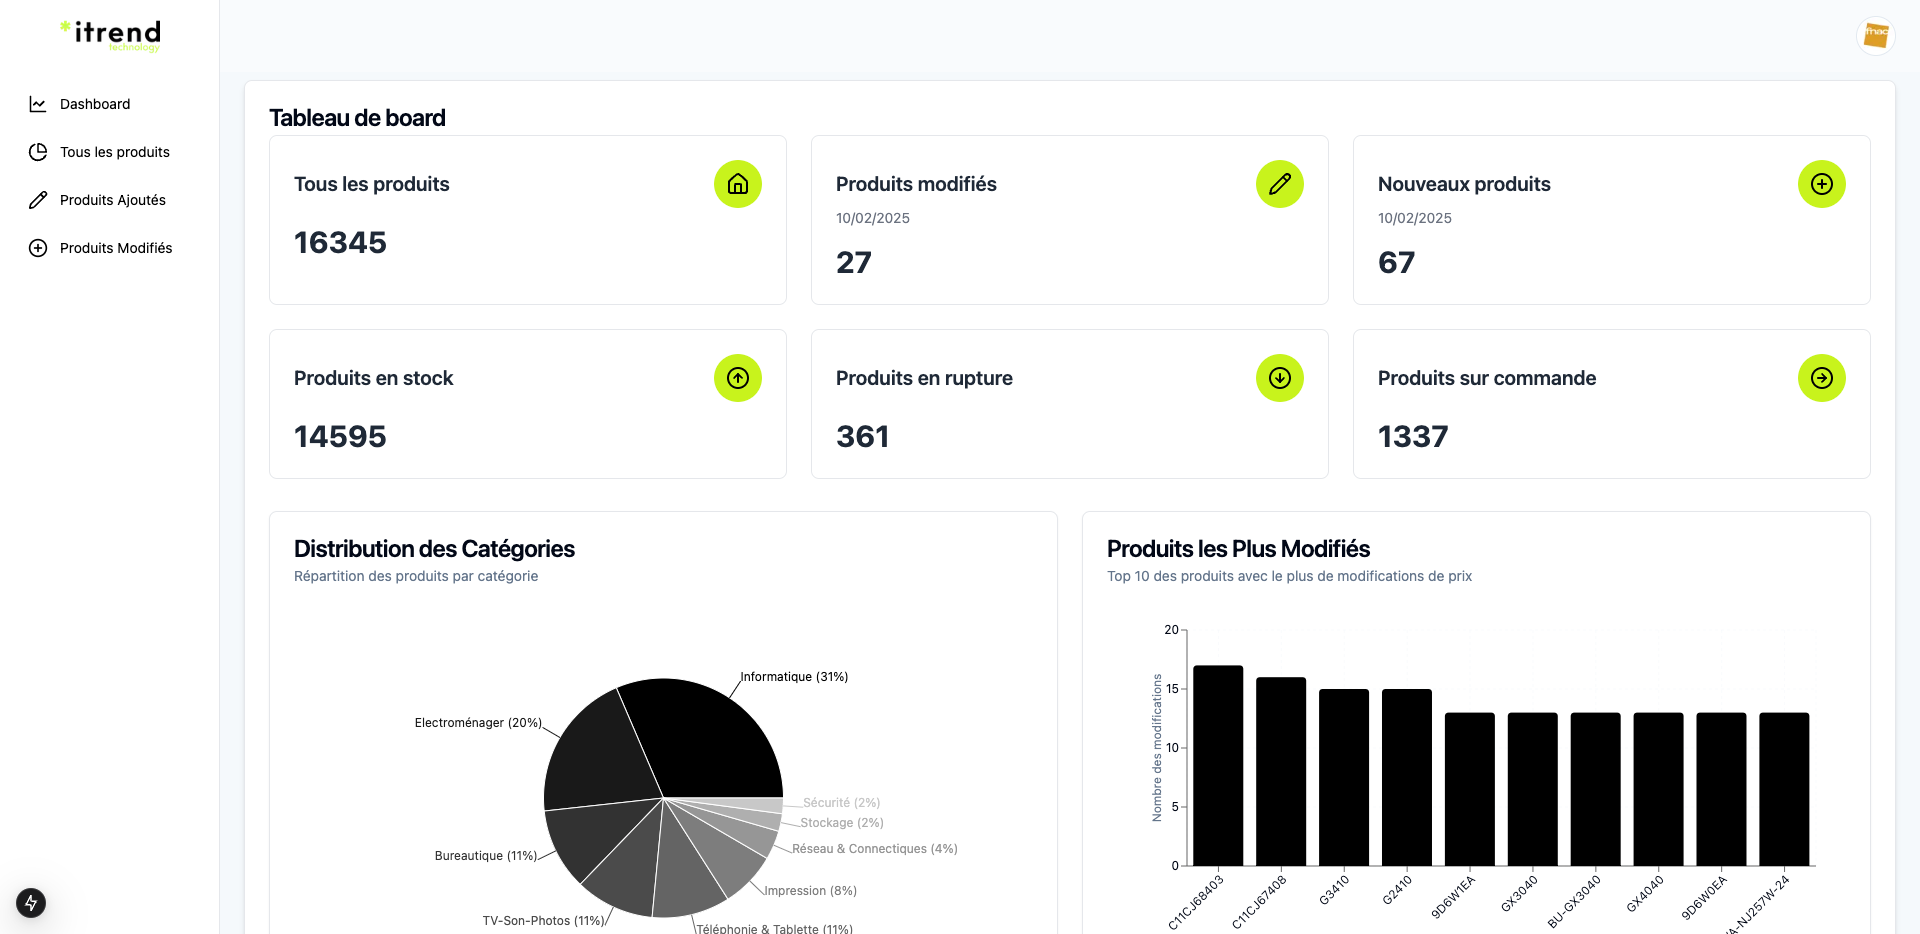 *itrend
technology
fnac
Dashboard
Tous les produits
Produits Ajoutés
Produits Modifiés
Tableau de board
Tous les produits
16345
Produits modifiés
10/02/2025
27
Nouveaux produits
10/02/2025
67
Produits en stock
14595
Produits en rupture
361
Produits sur commande
1337
Distribution des Catégories
Répartition des produits par catégorie
Informatique (31%)
Electroménager (20%)
Bureautique (11%)
TV-Son-Photos (11%)
Téléphonie & Tablette (11%)
Impression (8%)
Réseau & Connectiques (4%)
Stockage (2%)
Sécurité (2%)
Produits les Plus Modifiés
Top 10 des produits avec le plus de modifications de prix
Nombre des modifications
20
15
10
5
0
C11CJ68403
C11CJ67408
G3410
G2410
9D6W1EA
GX3040
BU-GX3040
GX4040
9D6W0EA
A-NJ257W-24